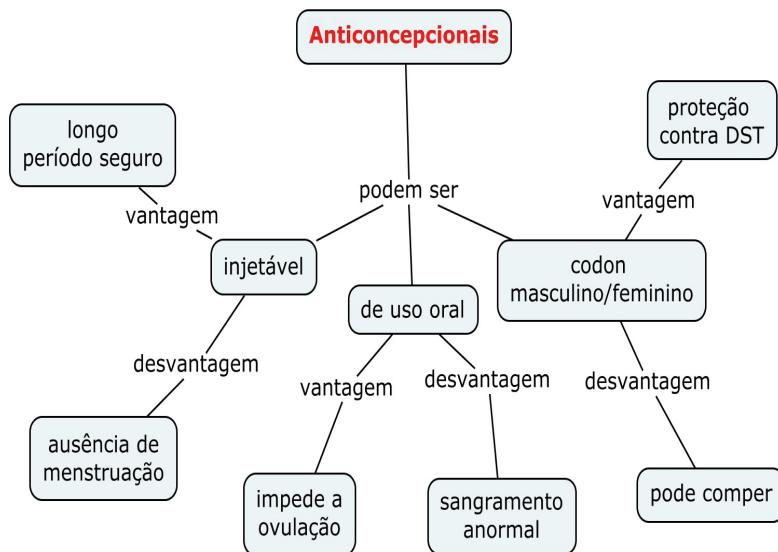 Anticoncepcionais
longo
período seguro
proteção
contra DST
podem ser
vantagem
vantagem
injetável
codon
masculino/feminino
de uso oral
desvantagem
vantagem
desvantagem
desvantagem
ausência de
menstruação
impede a
ovulação
sangramento
anormal
pode comper